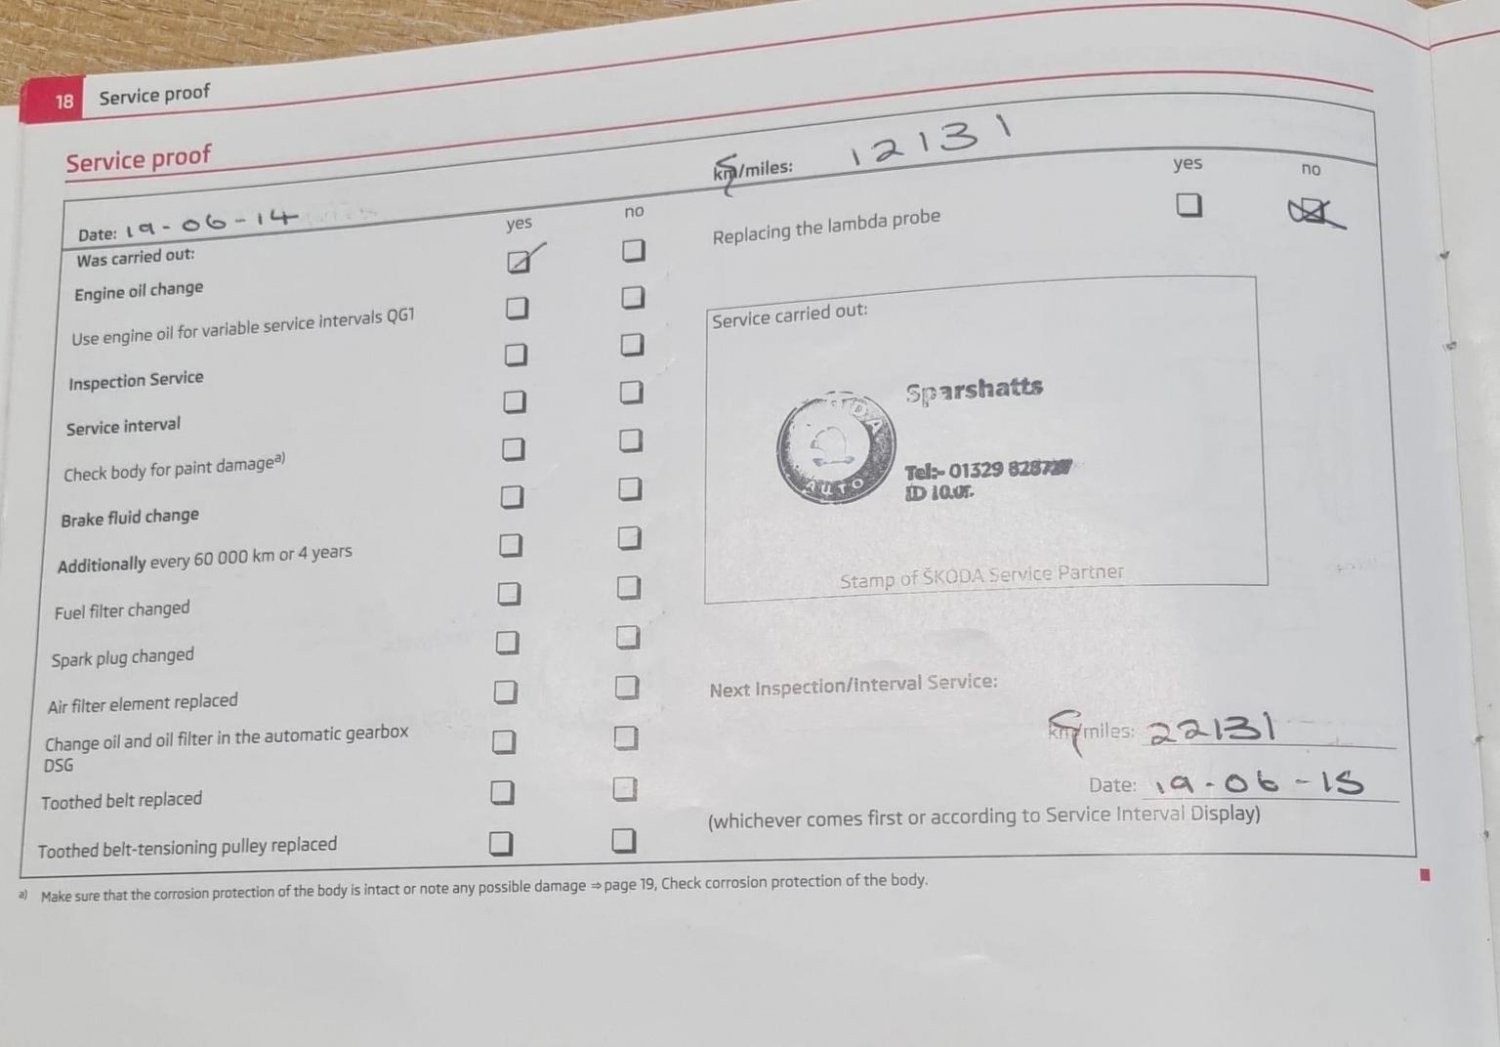 18 Service proof
Service proof
Date: 19-06-14
km/miles: 12131
yes no
Was carried out:
Engine oil change
Use engine oil for variable service intervals QG1
Inspection Service
Service interval
Check body for paint damage a)
Brake fluid change
Additionally every 60 000 km or 4 years
Fuel filter changed
Spark plug changed
Air filter element replaced
Change oil and oil filter in the automatic gearbox
DSG
Toothed belt replaced
Toothed belt-tensioning pulley replaced
yes no
Replacing the lambda probe
Service carried out:
Sparshatts
AUTO
Tel:- 01329
ID
Stamp of ŠKODA Service Partner
Next Inspection/Interval Service:
km/miles: 22131
Date: 19-06-15
(whichever comes first or according to Service Interval Display)
a) Make sure that the corrosion protection of the body is intact or note any possible damage ⇒ page 19, Check corrosion protection of the body.